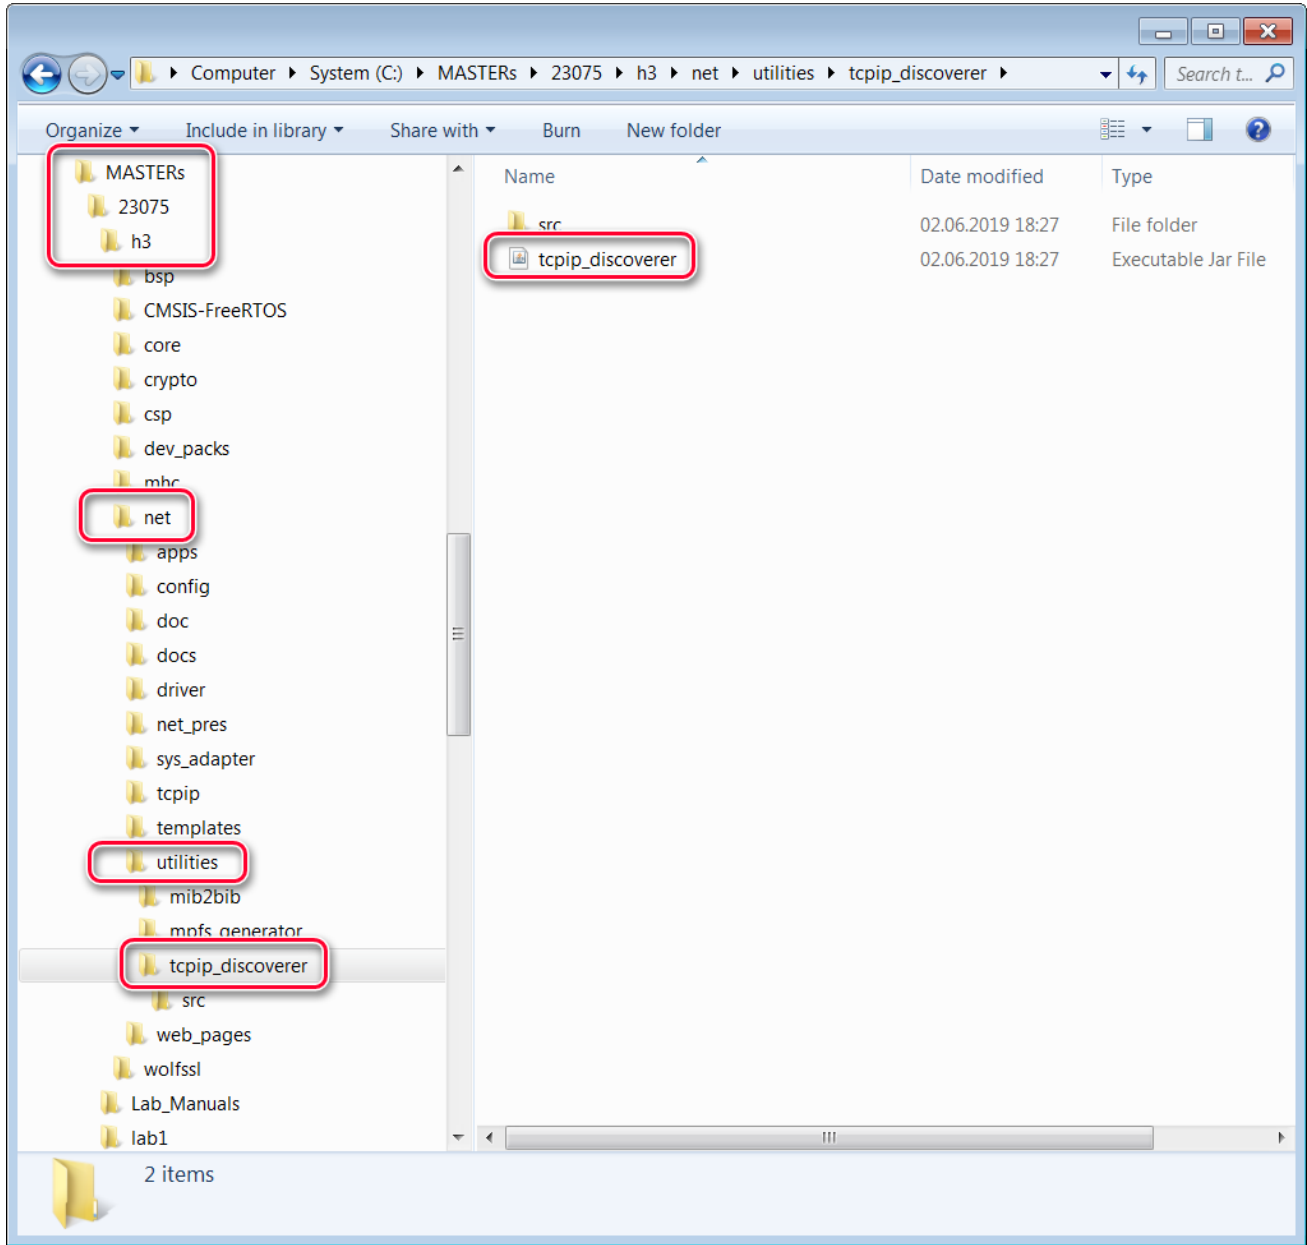 Computer System (C:) MASTERs 23075 h3 net utilities tcpip_discoverer Search t...
Organize Include in library Share with Burn New folder
MASTERs
23075
h3
bsp
CMSIS-FreeRTOS
core
crypto
csp
dev_packs
mhc
net
apps
config
doc
docs
driver
net_pres
sys_adapter
tcpip
templates
utilities
mib2bib
mpfs_generator
tcpip_discoverer
src
web_pages
wolfssl
Lab_Manuals
lab1
Name Date modified Type
src 02.06.2019 18:27 File folder
tcpip_discoverer 02.06.2019 18:27 Executable Jar File
2 items